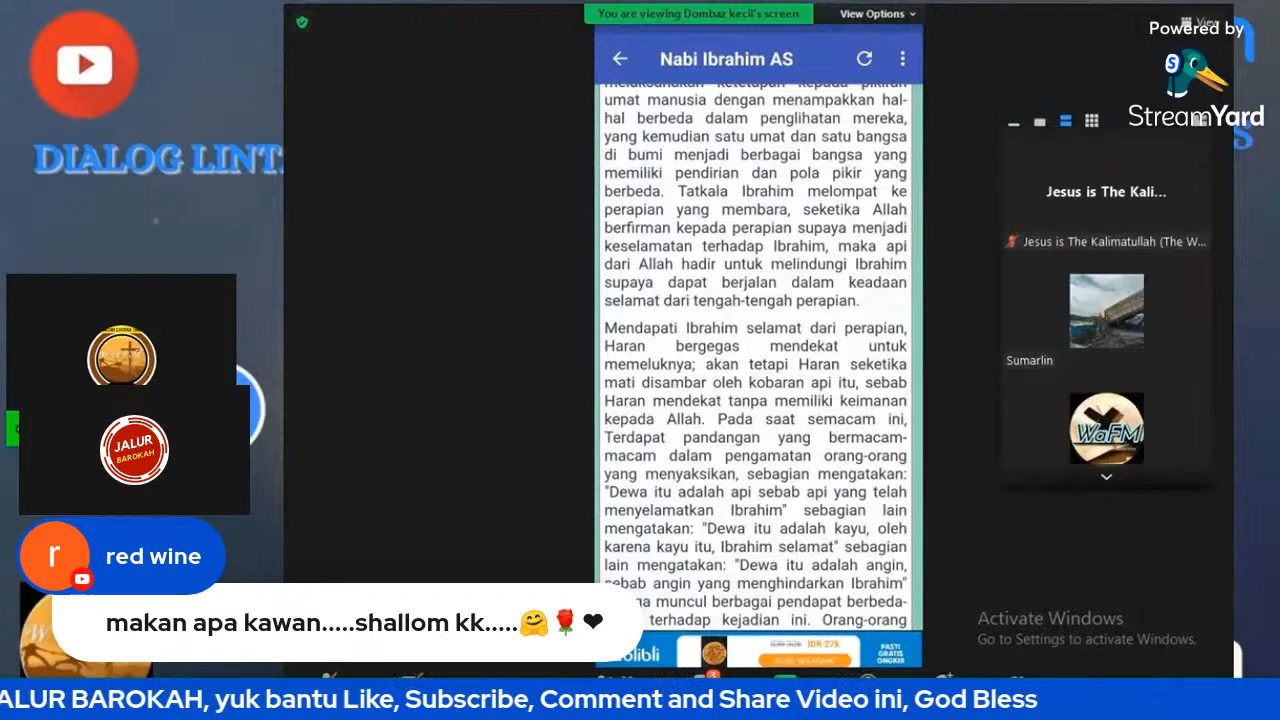 You are viewing Dombaz kecil's screen
View Options
View
Powered by
StreamYard
DIALOG LINT
Nabi Ibrahim AS
melaksanakan ketetapan kepada pikiran
umat manusia dengan menampakkan hal-
hal berbeda dalam penglihatan mereka,
yang kemudian satu umat dan satu bangsa
di bumi menjadi berbagai bangsa yang
memiliki pendirian dan pola pikir yang
berbeda. Tatkala Ibrahim melompat ke
perapian yang membara, seketika Allah
berfirman kepada perapian supaya menjadi
keselamatan terhadap Ibrahim, maka api
dari Allah hadir untuk melindungi Ibrahim
supaya dapat berjalan dalam keadaan
selamat dari tengah-tengah perapian.
Mendapati Ibrahim selamat dari perapian,
Haran bergegas mendekat untuk
memeluknya; akan tetapi Haran seketika
mati disambar oleh kobaran api itu, sebab
Haran mendekat tanpa memiliki keimanan
kepada Allah. Pada saat semacam ini,
Terdapat pandangan yang bermacam-
macam dalam pengamatan orang-orang
yang menyaksikan, sebagian mengatakan:
"Dewa itu adalah api sebab api yang telah
menyelamatkan Ibrahim" sebagian lain
mengatakan: "Dewa itu adalah kayu, oleh
karena kayu itu, Ibrahim selamat" sebagian
lain mengatakan: "Dewa itu adalah angin,
sebab angin yang menghindarkan Ibrahim"
muncul berbagai pendapat berbeda-
terhadap kejadian ini. Orang-orang
Jesus is The Kali...
Jesus is The Kalimatullah (The W...
Sumarlin
WaFMI
JALUR
BAROKAH
r
red wine
makan apa kawan.....shallom kk.....🤗🌹❤
IDR 27k
PASTI
GRATIS
ONGKIR
Activate Windows
Go to Settings to activate Windows.
ALUR BAROKAH, yuk bantu Like, Subscribe, Comment and Share Video ini, God Bless